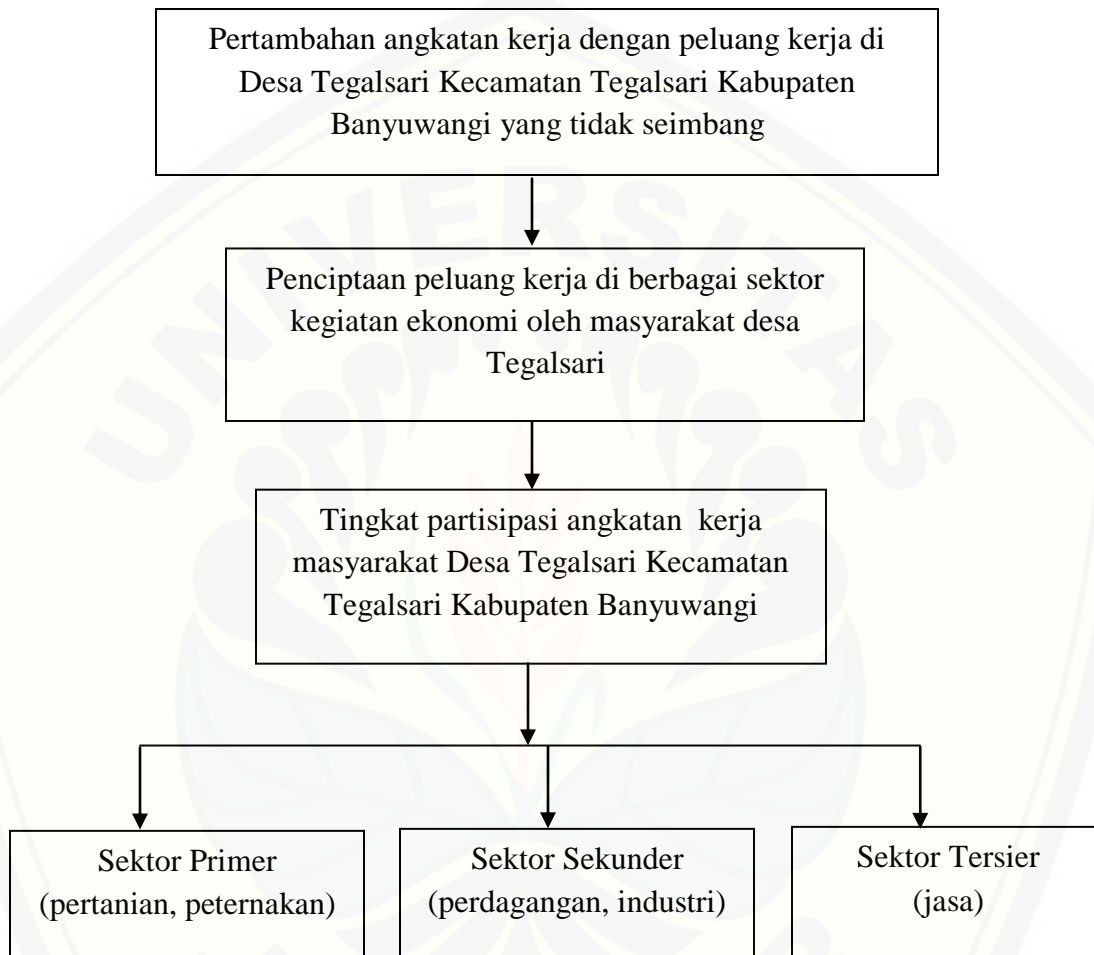 Pertambahan angkatan kerja dengan peluang kerja di
Desa Tegalsari Kecamatan Tegalsari Kabupaten
Banyuwangi yang tidak seimbang
Penciptaan peluang kerja di berbagai sektor
kegiatan ekonomi oleh masyarakat desa
Tegalsari
Tingkat partisipasi angkatan kerja
masyarakat Desa Tegalsari Kecamatan
Tegalsari Kabupaten Banyuwangi
Sektor Primer
(pertanian, peternakan)
Sektor Sekunder
(perdagangan, industri)
Sektor Tersier
(jasa)
UNIVERSITAS